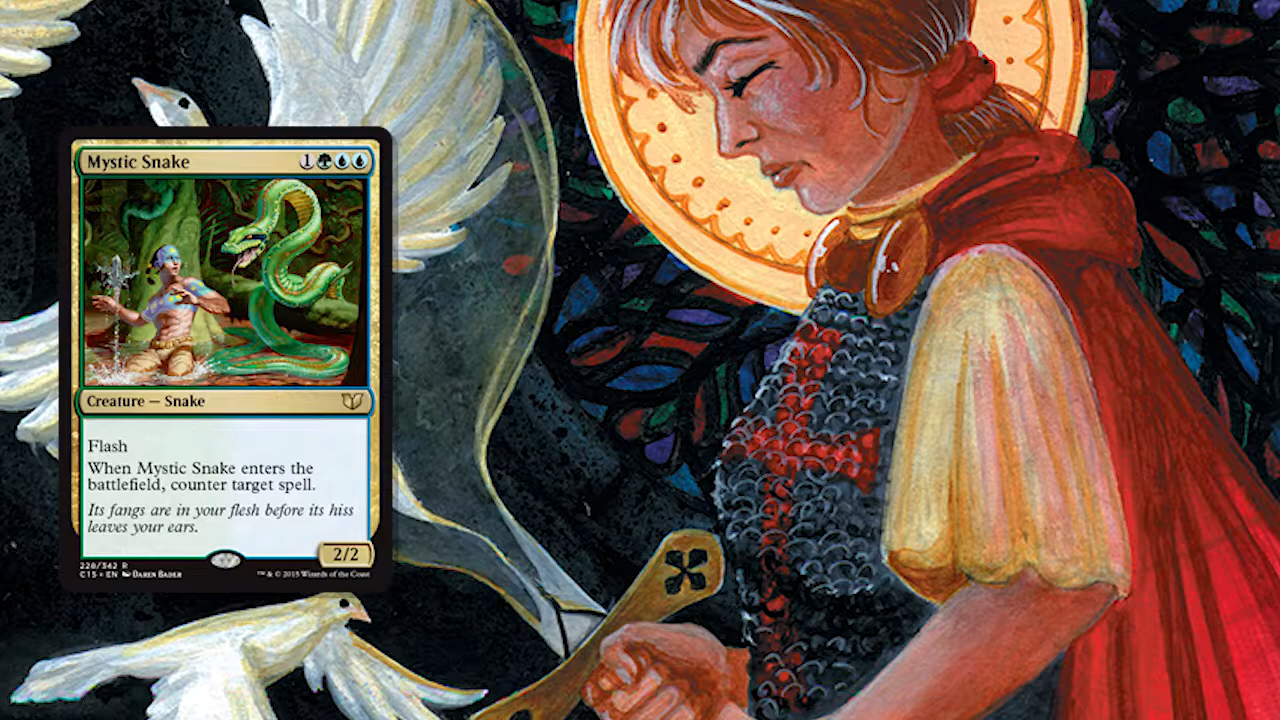 Mystic Snake 1
Creature — Snake
Flash
When Mystic Snake enters the
battlefield, counter target spell.
Its fangs are in your flesh before its hiss
leaves your ears.
2/2
228/342 R
C15 • EN Daren Bader
™ & © 2015 Wizards of the Coast